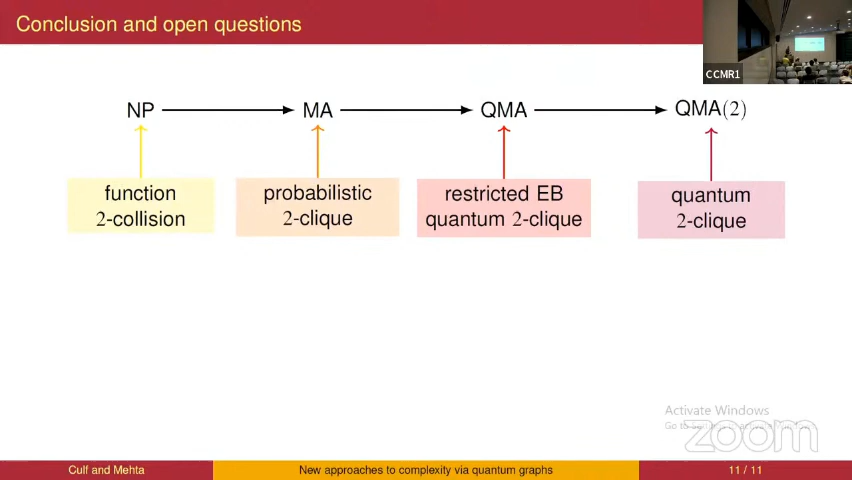 Conclusion and open questions
CCMR1
NP
MA
QMA
QMA(2)
function
2-collision
probabilistic
2-clique
restricted EB
quantum 2-clique
quantum
2-clique
Activate Windows
zoom
Culf and Mehta
New approaches to complexity via quantum graphs
11 / 11